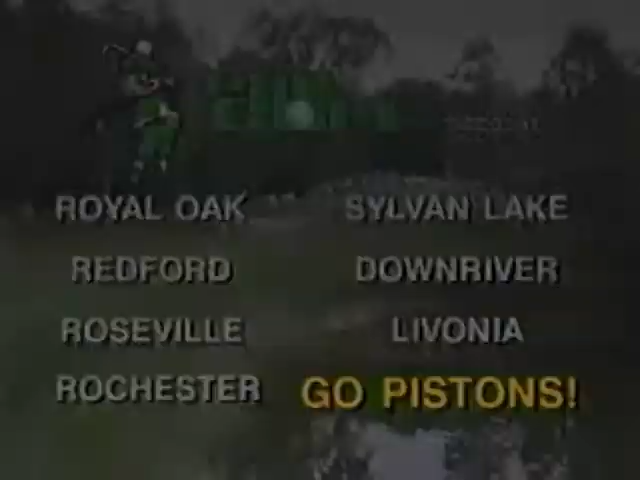 ROYAL OAK SYLVAN LAKE
REDFORD DOWNRIVER
ROSEVILLE LIVONIA
ROCHESTER GO PISTONS!